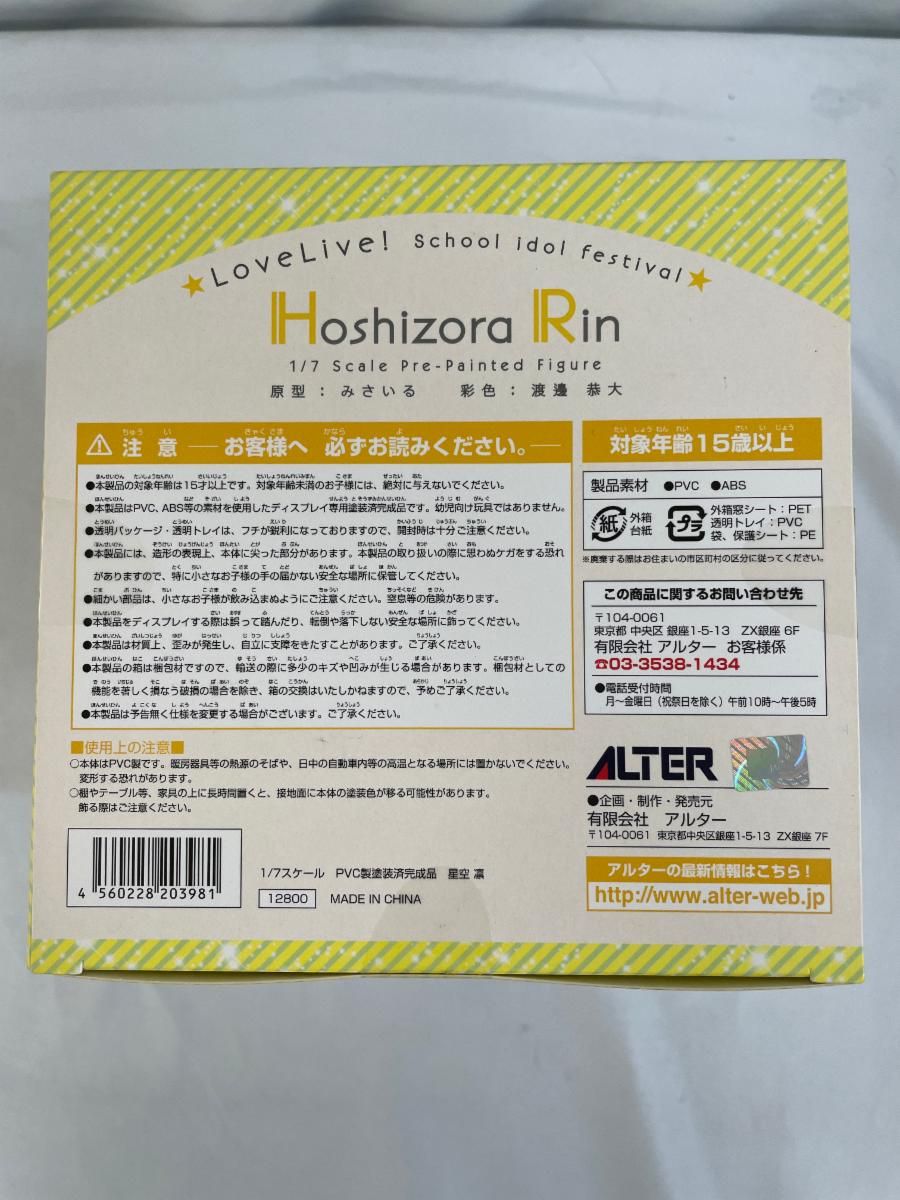 LoveLive! School idol festival
Hoshizora Rin
1/7 Scale Pre-Painted Figure
原型：みさいる　彩色：渡邊 恭大
注意 ― お客様へ 必ずお読みください。―
●本製品の対象年齢は15才以上です。対象年齢未満のお子様には、絶対に与えないでください。
●本製品はPVC、ABS等の素材を使用したディスプレイ専用塗装済完成品です。幼児向け玩具ではありません。
●透明パッケージ・透明トレイは、フチが鋭利になっておりますので、開封時は十分ご注意ください。
●本製品には、造形の表現上、本体に尖った部分があります。本製品の取り扱いの際に思わぬケガをする恐れ
がありますので、特に小さなお子様の手の届かない安全な場所に保管してください。
●細かい部品は、小さなお子様が飲み込まぬようにご注意ください。窒息等の危険があります。
●本製品をディスプレイする際は誤って踏んだり、転倒や落下しない安全な場所に飾ってください。
●本製品は材質上、歪みが発生し、自立に支障をきたすことがあります。ご了承ください。
●本製品の箱は梱包材ですので、輸送の際に多少のキズや凹みが生じる場合があります。梱包材としての
機能を著しく損なう破損の場合を除き、箱の交換はいたしかねますので、予めご了承ください。
●本製品は予告無く仕様を変更する場合がございます。ご了承ください。
■使用上の注意■
○本体はPVC製です。暖房器具等の熱源のそばや、日中の自動車内等の高温となる場所には置かないでください。
変形する恐れがあります。
○棚やテーブル等、家具の上に長時間置くと、接地面に本体の塗装色が移る可能性があります。
飾る際はご注意ください。
4 560228 203981
1/7スケール　PVC製塗装済完成品　星空 凛
12800 MADE IN CHINA
対象年齢15歳以上
製品素材 ●PVC ●ABS
紙 外箱
台紙
プラ 外箱窓シート：PET
透明トレイ：PVC
袋、保護シート：PE
※廃棄する際はお住まいの市区町村の区分に従ってください。
この商品に関するお問い合わせ先
〒104-0061
東京都 中央区 銀座1-5-13 ZX銀座 6F
有限会社 アルター お客様係
☎03-3538-1434
●電話受付時間
月〜金曜日（祝祭日を除く）午前10時〜午後5時
ALTER
●企画・制作・発売元
有限会社 アルター
〒104-0061 東京都中央区銀座1-5-13 ZX銀座 7F
アルターの最新情報はこちら！
http://www.alter-web.jp